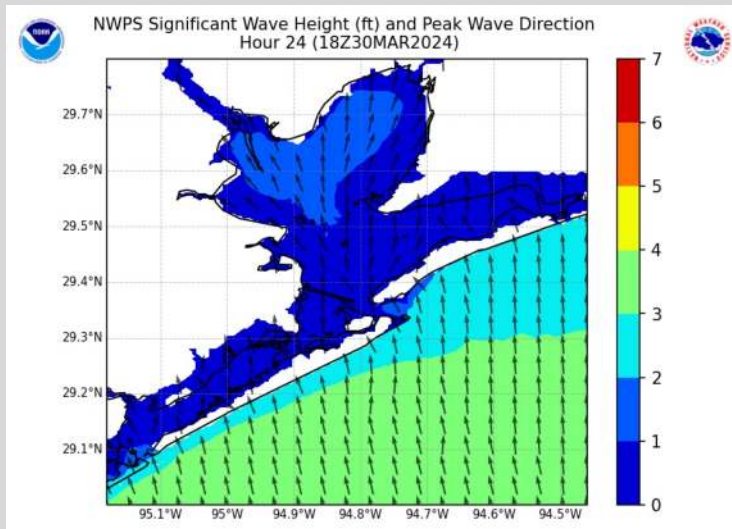 NWPS Significant Wave Height (ft) and Peak Wave Direction
Hour 24 (18Z30MAR2024)
NOAA
29.7°N
29.6°N
29.5°N
29.4°N
29.3°N
29.2°N
29.1°N
95.1°W
95°W
94.9°W
94.8°W
94.7°W
94.6°W
94.5°W
7
6
5
4
3
2
1
0